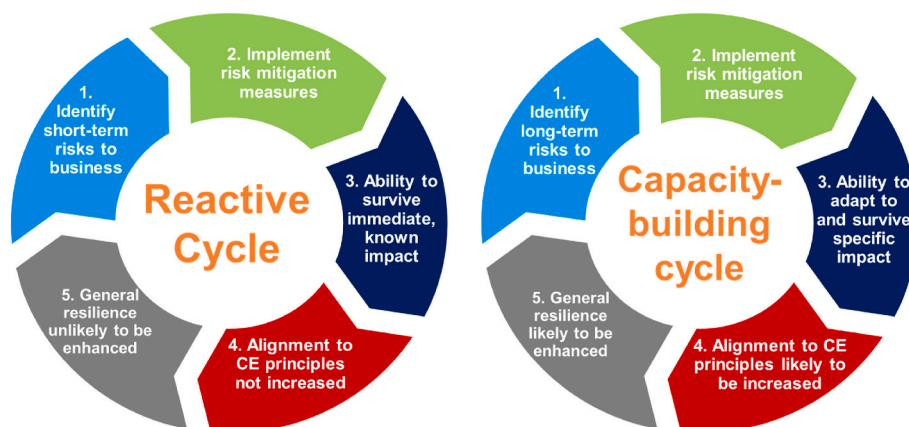 1.
Identify
short-term
risks to
business
2. Implement
risk mitigation
measures
3. Ability to
survive
immediate,
known
impact
4. Alignment to
CE principles
not increased
5. General
resilience
unlikely to be
enhanced
Reactive
Cycle
1.
Identify
long-term
risks to
business
2. Implement
risk mitigation
measures
3. Ability to
adapt to
and survive
specific
impact
4. Alignment to CE
principles likely to
be increased
5. General
resilience
likely to be
enhanced
Capacity-
building
cycle